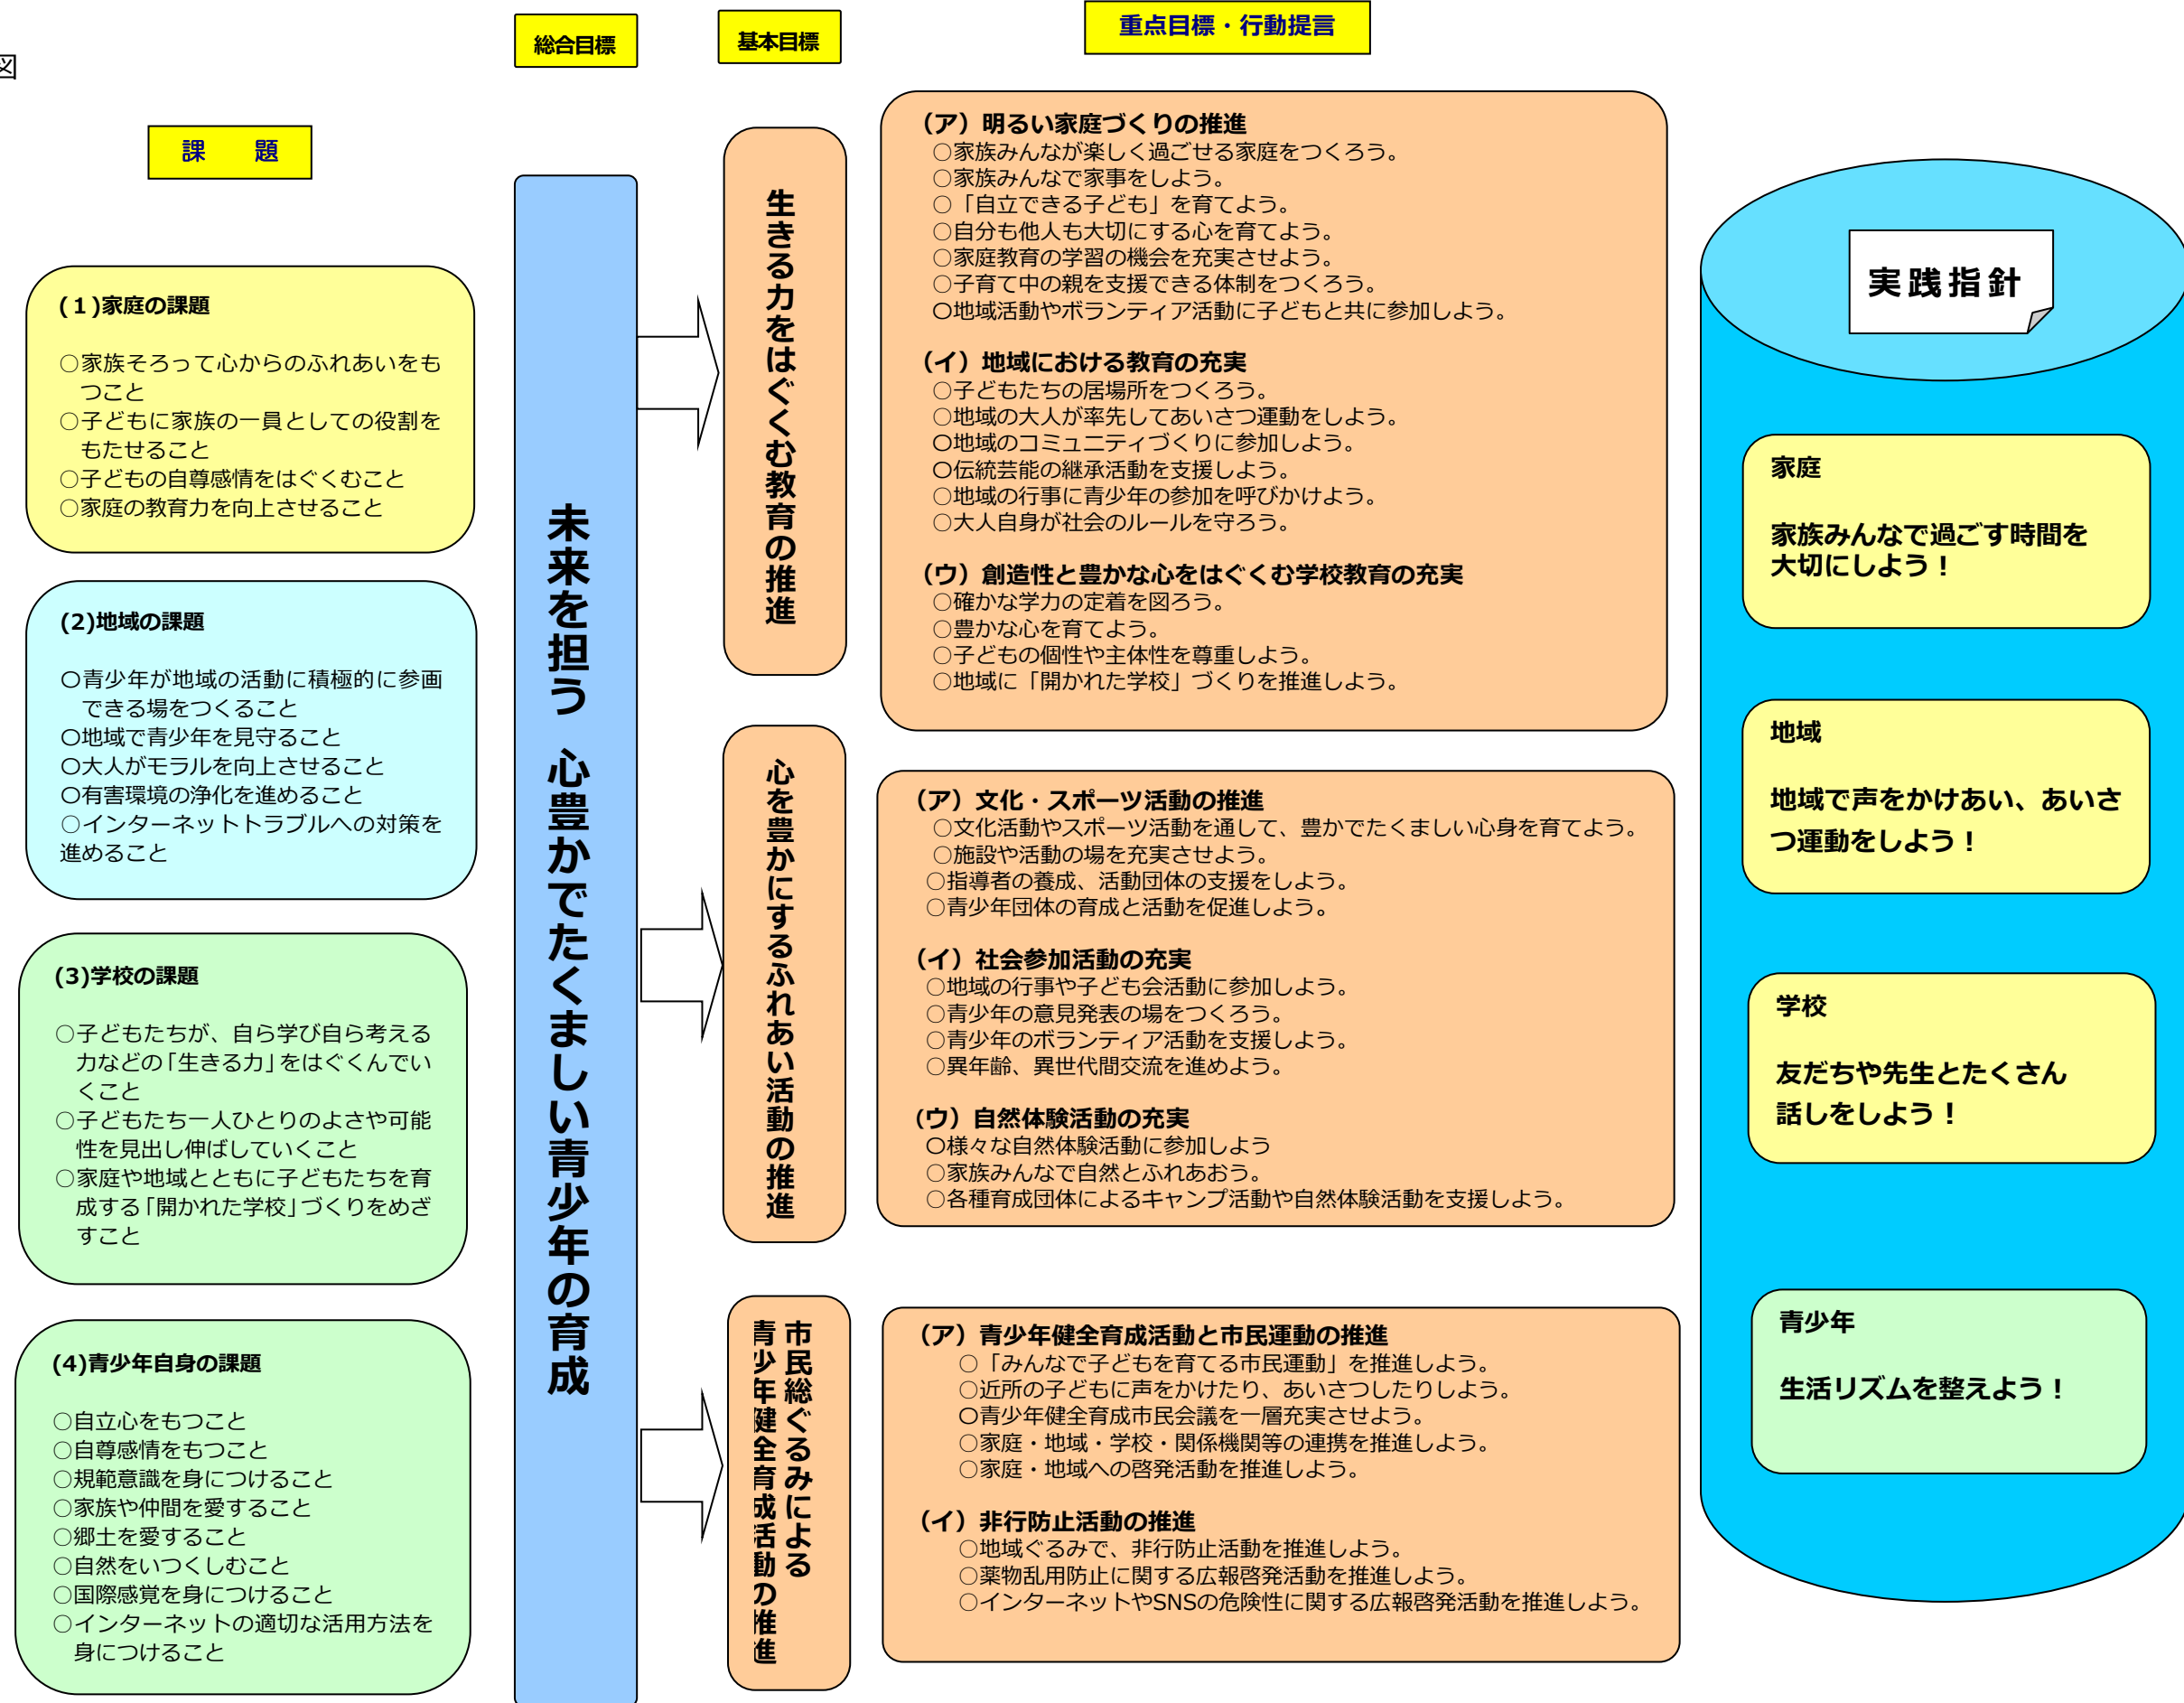 図
課　題
総合目標
基本目標
重点目標・行動提言
(１)家庭の課題
○家族そろって心からのふれあいをも
つこと
○子どもに家族の一員としての役割を
もたせること
○子どもの自尊感情をはぐくむこと
○家庭の教育力を向上させること
(2)地域の課題
○青少年が地域の活動に積極的に参画
できる場をつくること
○地域で青少年を見守ること
○大人がモラルを向上させること
○有害環境の浄化を進めること
○インターネットトラブルへの対策を
進めること
(3)学校の課題
○子どもたちが、自ら学び自ら考える
力などの「生きる力」をはぐくんでい
くこと
○子どもたち一人ひとりのよさや可能
性を見出し伸ばしていくこと
○家庭や地域とともに子どもたちを育
成する「開かれた学校」づくりをめざ
すこと
(4)青少年自身の課題
○自立心をもつこと
○自尊感情をもつこと
○規範意識を身につけること
○家族や仲間を愛すること
○郷土を愛すること
○自然をいつくしむこと
○国際感覚を身につけること
○インターネットの適切な活用方法を
身につけること
未来を担う　心豊かでたくましい青少年の育成
生きる力をはぐくむ教育の推進
（ア）明るい家庭づくりの推進
○家族みんなが楽しく過ごせる家庭をつくろう。
○家族みんなで家事をしよう。
○「自立できる子ども」を育てよう。
○自分も他人も大切にする心を育てよう。
○家庭教育の学習の機会を充実させよう。
○子育て中の親を支援できる体制をつくろう。
○地域活動やボランティア活動に子どもと共に参加しよう。
（イ）地域における教育の充実
○子どもたちの居場所をつくろう。
○地域の大人が率先してあいさつ運動をしよう。
○地域のコミュニティづくりに参加しよう。
○伝統芸能の継承活動を支援しよう。
○地域の行事に青少年の参加を呼びかけよう。
○大人自身が社会のルールを守ろう。
（ウ）創造性と豊かな心をはぐくむ学校教育の充実
○確かな学力の定着を図ろう。
○豊かな心を育てよう。
○子どもの個性や主体性を尊重しよう。
○地域に「開かれた学校」づくりを推進しよう。
心を豊かにするふれあい活動の推進
（ア）文化・スポーツ活動の推進
○文化活動やスポーツ活動を通して、豊かでたくましい心身を育てよう。
○施設や活動の場を充実させよう。
○指導者の養成、活動団体の支援をしよう。
○青少年団体の育成と活動を促進しよう。
（イ）社会参加活動の充実
○地域の行事や子ども会活動に参加しよう。
○青少年の意見発表の場をつくろう。
○青少年のボランティア活動を支援しよう。
○異年齢、異世代間交流を進めよう。
（ウ）自然体験活動の充実
○様々な自然体験活動に参加しよう
○家族みんなで自然とふれあおう。
○各種育成団体によるキャンプ活動や自然体験活動を支援しよう。
市民総ぐるみによる
青少年健全育成活動の推進
（ア）青少年健全育成活動と市民運動の推進
○「みんなで子どもを育てる市民運動」を推進しよう。
○近所の子どもに声をかけたり、あいさつしたりしよう。
○青少年健全育成市民会議を一層充実させよう。
○家庭・地域・学校・関係機関等の連携を推進しよう。
○家庭・地域への啓発活動を推進しよう。
（イ）非行防止活動の推進
○地域ぐるみで、非行防止活動を推進しよう。
○薬物乱用防止に関する広報啓発活動を推進しよう。
○インターネットやSNSの危険性に関する広報啓発活動を推進しよう。
実践指針
家庭
家族みんなで過ごす時間を
大切にしよう！
地域
地域で声をかけあい、あいさ
つ運動をしよう！
学校
友だちや先生とたくさん
話しをしよう！
青少年
生活リズムを整えよう！